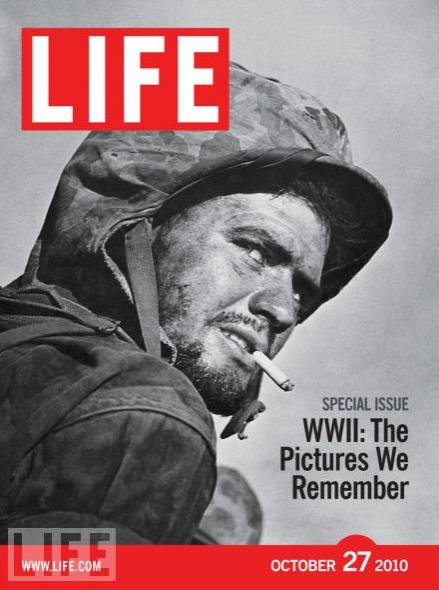 LIFE
SPECIAL ISSUE
WWII: The
Pictures We
Remember
LIFE
WWW.LIFE.COM
OCTOBER 27 2010